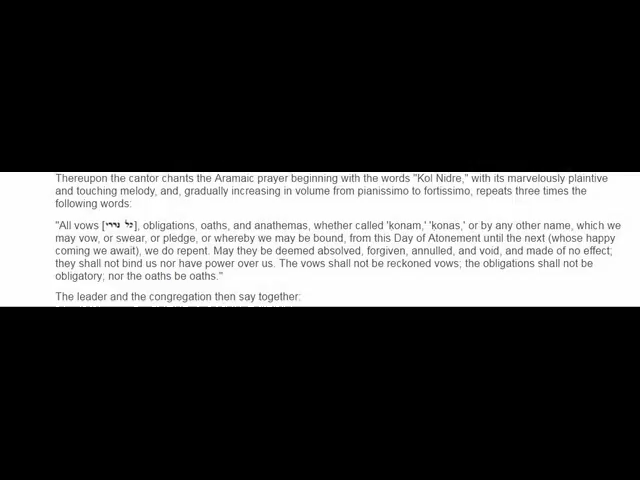 Thereupon the cantor chants the Aramaic prayer beginning with the words "Kol Nidre," with its marvelously plaintive
and touching melody, and, gradually increasing in volume from pianissimo to fortissimo, repeats three times the
following words:
"All vows [כל נדרי], obligations, oaths, and anathemas, whether called 'konam,' 'konas,' or by any other name, which we
may vow, or swear, or pledge, or whereby we may be bound, from this Day of Atonement until the next (whose happy
coming we await), we do repent. May they be deemed absolved, forgiven, annulled, and void, and made of no effect;
they shall not bind us nor have power over us. The vows shall not be reckoned vows; the obligations shall not be
obligatory; nor the oaths be oaths."
The leader and the congregation then say together: